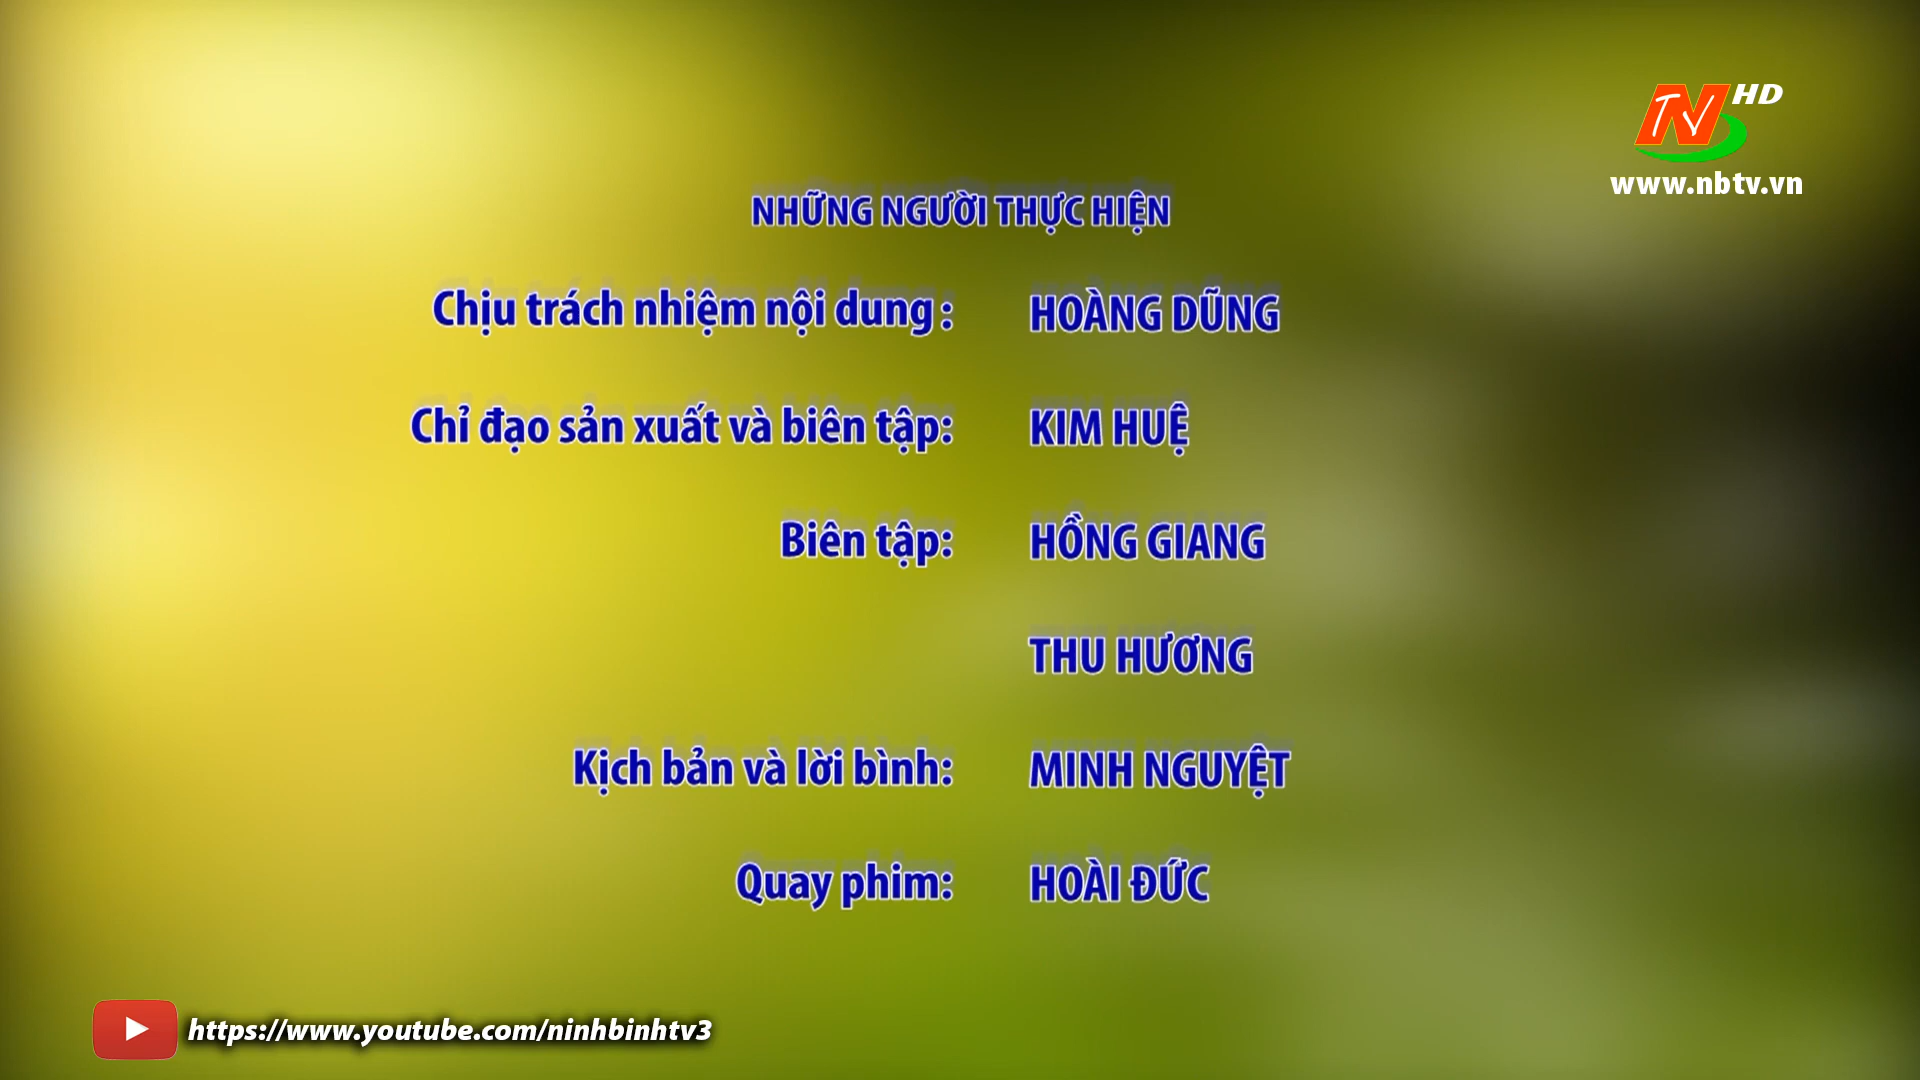 NTV HD
www.nbtv.vn
NHỮNG NGƯỜI THỰC HIỆN
Chịu trách nhiệm nội dung : HOÀNG DŨNG
Chỉ đạo sản xuất và biên tập: KIM HUỆ
Biên tập: HỒNG GIANG
THU HƯƠNG
Kịch bản và lời bình: MINH NGUYỆT
Quay phim: HOÀI ĐỨC
https://www.youtube.com/ninhbinhtv3